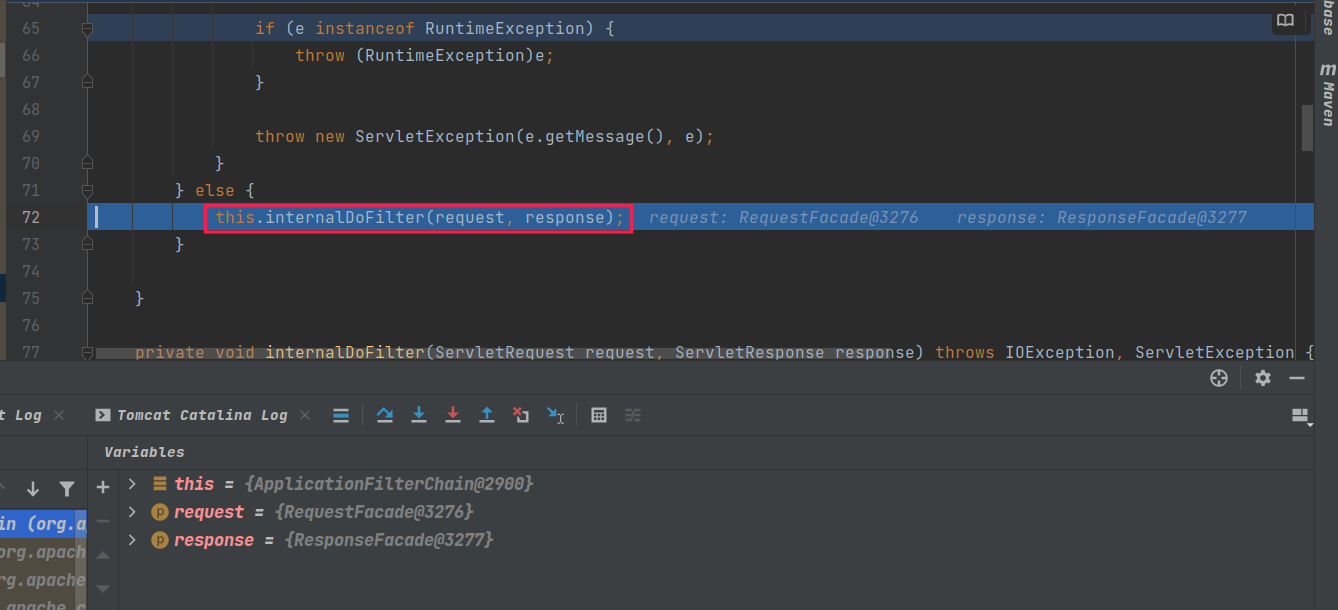 65 if (e instanceof RuntimeException) {
66 throw (RuntimeException)e;
67 }
68
69 throw new ServletException(e.getMessage(), e);
70 }
71 } else {
72 this.internalDoFilter(request, response); request: RequestFacade@3276 response: ResponseFacade@3277
73 }
74
75 }
76
77 private void internalDoFilter(ServletRequest request, ServletResponse response) throws IOException, ServletException {
base
m Maven
t Log Tomcat Catalina Log
Variables
this = {ApplicationFilterChain@2900}
p request = {RequestFacade@3276}
p response = {ResponseFacade@3277}
in (org.a
org.apach
rg.apache
.apache.c